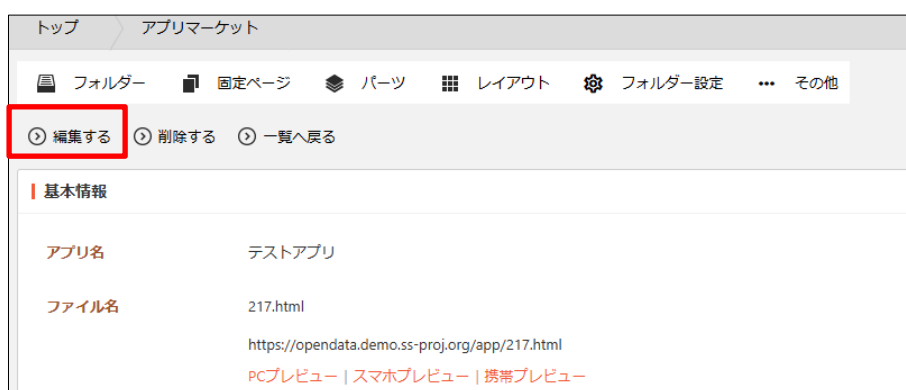 トップ アプリマーケット
フォルダー 固定ページ パーツ レイアウト フォルダー設定 ••• その他
編集する 削除する 一覧へ戻る
基本情報
アプリ名 テストアプリ
ファイル名 217.html
https://opendata.demo.ss-proj.org/app/217.html
PCプレビュー | スマホプレビュー | 携帯プレビュー